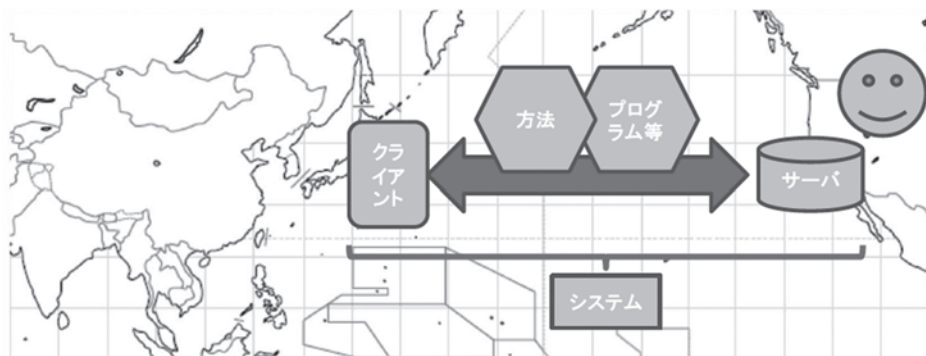 方法
プログ
ラム等
クラ
イアン
ト
サーバ
システム